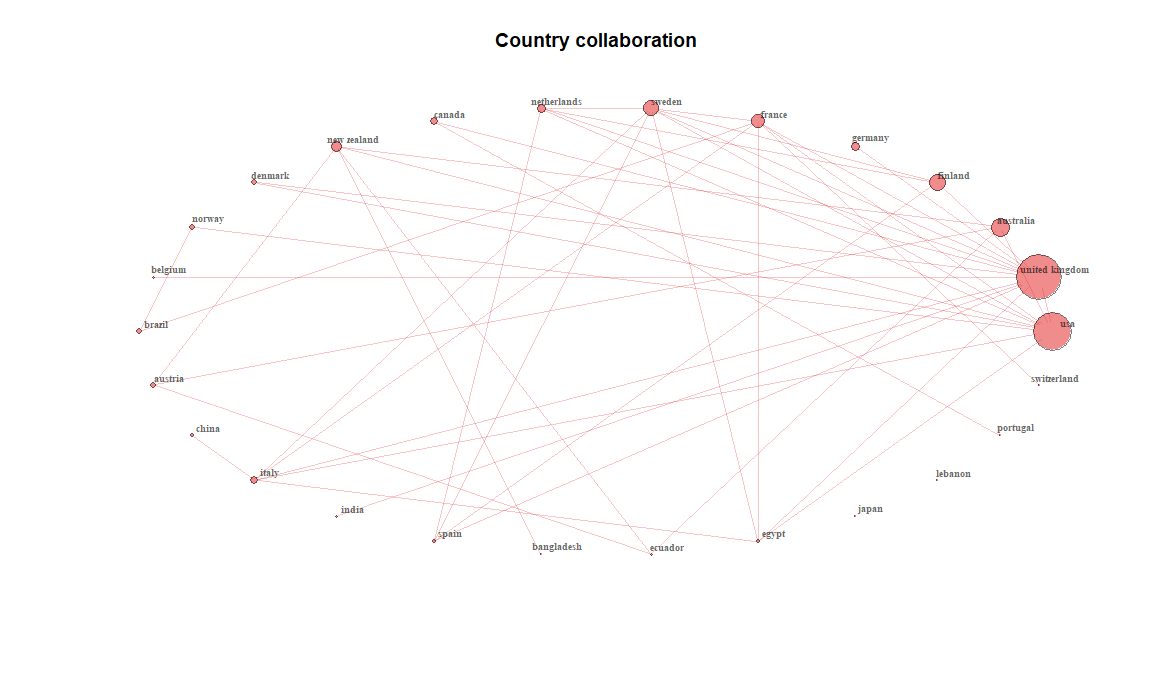 Country collaboration
netherlands
sweden
canada
france
new zealand
germany
denmark
finland
norway
australia
belgium
united kingdom
brazil
usa
austria
switzerland
china
portugal
italy
lebanon
india
japan
spain
egypt
bangladesh
ecuador